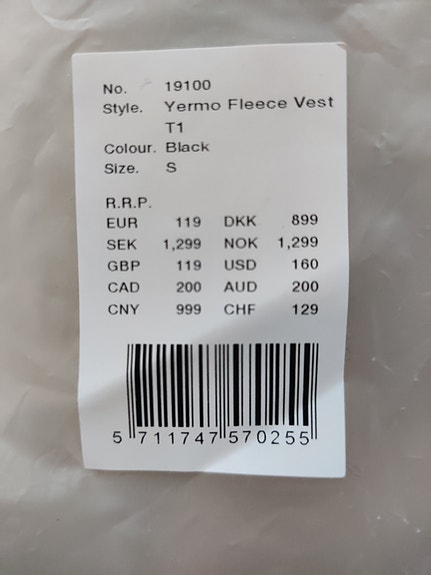 No. 19100
Style. Yermo Fleece Vest
T1
Colour. Black
Size. S
R.R.P.
EUR 119 DKK 899
SEK 1,299 NOK 1,299
GBP 119 USD 160
CAD 200 AUD 200
CNY 999 CHF 129
5 711747 570255